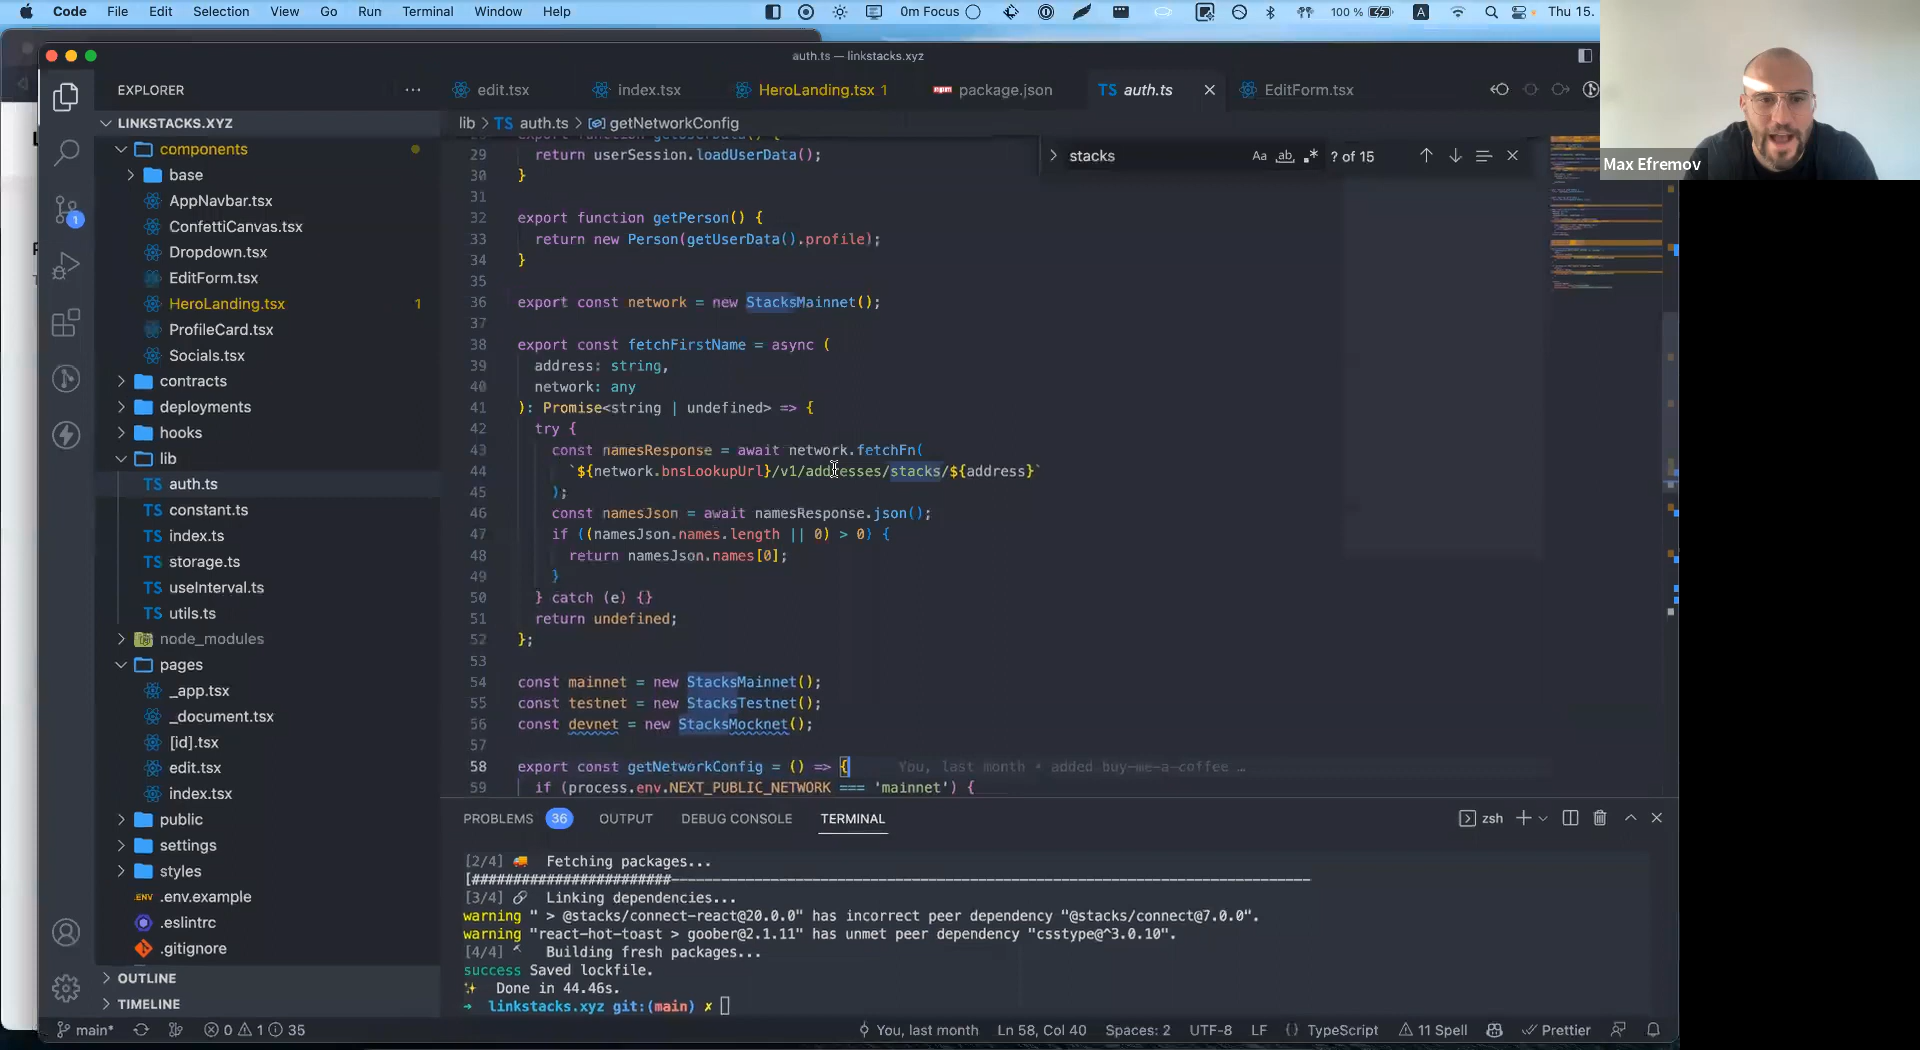 Code File Edit Selection View Go Run Terminal Window Help 0m Focus 100 % A Thu 15.
auth.ts — linkstacks.xyz
Max Efremov
EXPLORER
edit.tsx index.tsx HeroLanding.tsx 1 package.json TS auth.ts EditForm.tsx
LINKSTACKS.XYZ
lib > TS auth.ts > getNetworkConfig
components
base
AppNavbar.tsx
ConfettiCanvas.tsx
Dropdown.tsx
EditForm.tsx
HeroLanding.tsx 1
ProfileCard.tsx
Socials.tsx
contracts
deployments
hooks
lib
TS auth.ts
TS constant.ts
TS index.ts
TS storage.ts
TS useInterval.ts
TS utils.ts
node_modules
pages
_app.tsx
_document.tsx
[id].tsx
edit.tsx
index.tsx
public
settings
styles
.ENV .env.example
.eslintrc
.gitignore
OUTLINE
TIMELINE
stacks Aa ab .* ? of 15
29 return userSession.loadUserData();
30 }
31
32 export function getPerson() {
33 return new Person(getUserData().profile);
34 }
35
36 export const network = new StacksMainnet();
37
38 export const fetchFirstName = async (
39 address: string,
40 network: any
41 ): Promise<string | undefined> => {
42 try {
43 const namesResponse = await network.fetchFn(
44 `${network.bnsLookupUrl}/v1/addresses/stacks/${address}`
45 );
46 const namesJson = await namesResponse.json();
47 if ((namesJson.names.length || 0) > 0) {
48 return namesJson.names[0];
49 }
50 } catch (e) {}
51 return undefined;
52 };
53
54 const mainnet = new StacksMainnet();
55 const testnet = new StacksTestnet();
56 const devnet = new StacksMocknet();
57
58 export const getNetworkConfig = () => { You, last month • added buy-me-a-coffee …
59 if (process.env.NEXT_PUBLIC_NETWORK === 'mainnet') {
PROBLEMS 36 OUTPUT DEBUG CONSOLE TERMINAL zsh
[2/4] 🚚 Fetching packages...
[########################------------------------------------------------------------------------------
[3/4] 🔗 Linking dependencies...
warning " > @stacks/connect-react@20.0.0" has incorrect peer dependency "@stacks/connect@7.0.0".
warning "react-hot-toast > goober@2.1.11" has unmet peer dependency "csstype@^3.0.10".
[4/4] 🔨 Building fresh packages...
success Saved lockfile.
✨ Done in 44.46s.
➜ linkstacks.xyz git:(main) ✗
main* 0 1 35 You, last month Ln 58, Col 40 Spaces: 2 UTF-8 LF {} TypeScript 11 Spell Prettier